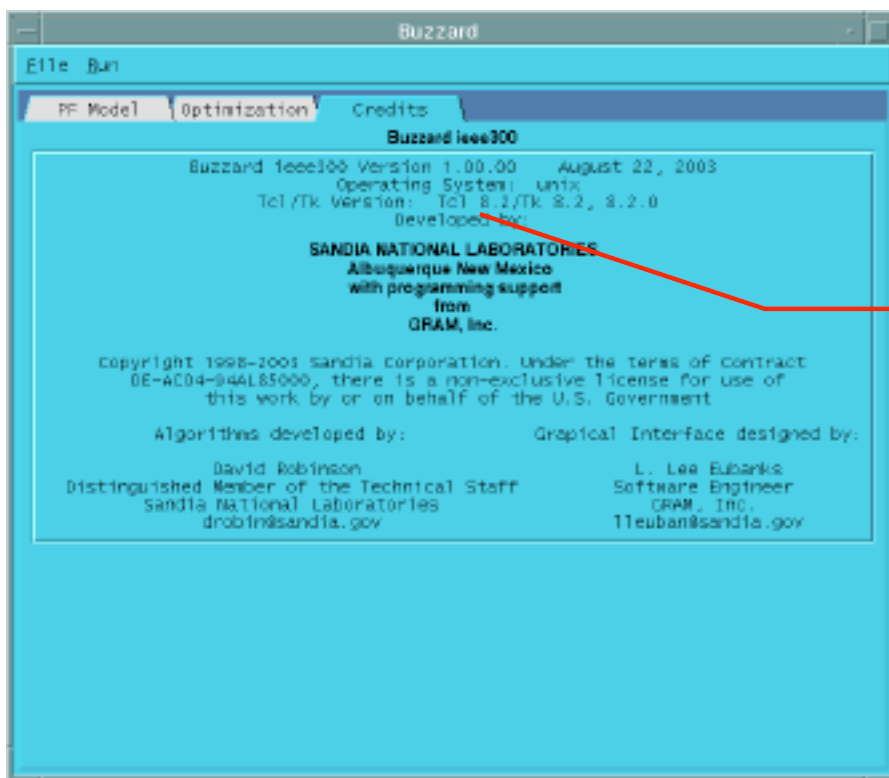 Buzzard
File Run
PF Model Optimization Credits
Buzzard ieee300
Buzzard ieee300 Version 1.00.00 August 22, 2003
Operating System: unix
Tcl/Tk Version: Tcl 8.2/Tk 8.2, 8.2.0
Developed by:
SANDIA NATIONAL LABORATORIES
Albuquerque New Mexico
with programming support
from
GRAM, Inc.
Copyright 1998-2003 Sandia Corporation. Under the terms of Contract
DE-AC04-94AL85000, there is a non-exclusive license for use of
this work by or on behalf of the U.S. Government
Algorithms developed by: Grapical Interface designed by:
David Robinson L. Lee Eubanks
Distinguished Member of the Technical Staff Software Engineer
Sandia National Laboratories GRAM, Inc.
drobin@sandia.gov lleuban@sandia.gov